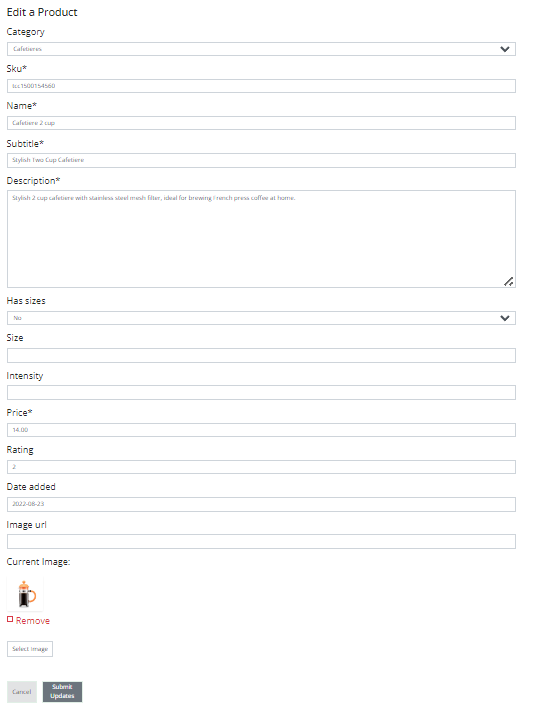 Edit a Product
Category
Cafetieres
Sku*
tcc1500154560
Name*
Cafetiere 2 cup
Subtitle*
Stylish Two Cup Cafetiere
Description*
Stylish 2 cup cafetiere with stainless steel mesh filter, ideal for brewing French press coffee at home.
Has sizes
No
Size
Intensity
Price*
14.00
Rating
2
Date added
2022-08-23
Image url
Current Image:
Remove
Select Image
Cancel
Submit
Updates